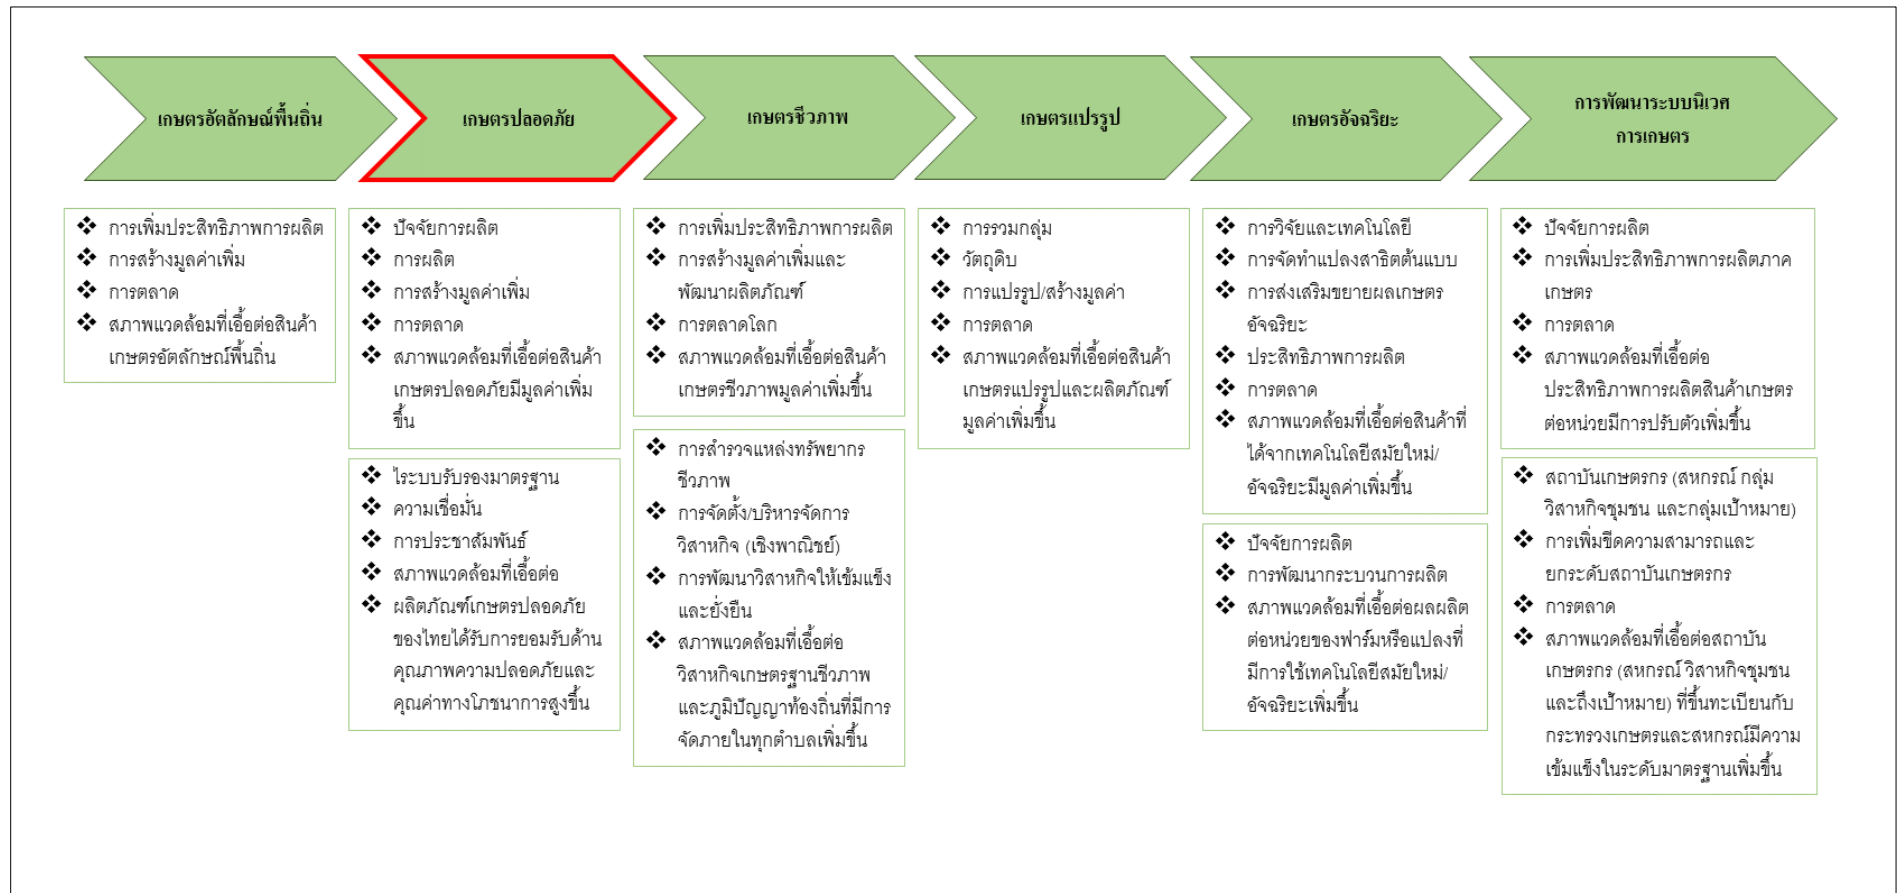 เกษตรอัตลักษณ์พื้นถิ่น
เกษตรปลอดภัย
เกษตรชีวภาพ
เกษตรแปรรูป
เกษตรอัจฉริยะ
การพัฒนาระบบนิเวศ
การเกษตร
❖ การเพิ่มประสิทธิภาพการผลิต
❖ การสร้างมูลค่าเพิ่ม
❖ การตลาด
❖ สภาพแวดล้อมที่เอื้อต่อสินค้า
เกษตรอัตลักษณ์พื้นถิ่น
❖ ปัจจัยการผลิต
❖ การผลิต
❖ การสร้างมูลค่าเพิ่ม
❖ การตลาด
❖ สภาพแวดล้อมที่เอื้อต่อสินค้า
เกษตรปลอดภัยมีมูลค่าเพิ่ม
ขึ้น
❖ ไระบบรับรองมาตรฐาน
❖ ความเชื่อมั่น
❖ การประชาสัมพันธ์
❖ สภาพแวดล้อมที่เอื้อต่อ
❖ ผลิตภัณฑ์เกษตรปลอดภัย
ของไทยได้รับการยอมรับด้าน
คุณภาพความปลอดภัยและ
คุณค่าทางโภชนาการสูงขึ้น
❖ การเพิ่มประสิทธิภาพการผลิต
❖ การสร้างมูลค่าเพิ่มและ
พัฒนาผลิตภัณฑ์
❖ การตลาดโลก
❖ สภาพแวดล้อมที่เอื้อต่อสินค้า
เกษตรชีวภาพมูลค่าเพิ่มขึ้น
❖ การสำรวจแหล่งทรัพยากร
ชีวภาพ
❖ การจัดตั้ง/บริหารจัดการ
วิสาหกิจ (เชิงพาณิชย์)
❖ การพัฒนาวิสาหกิจให้เข้มแข็ง
และยั่งยืน
❖ สภาพแวดล้อมที่เอื้อต่อ
วิสาหกิจเกษตรฐานชีวภาพ
และภูมิปัญญาท้องถิ่นที่มีการ
จัดภายในทุกตำบลเพิ่มขึ้น
❖ การรวมกลุ่ม
❖ วัตถุดิบ
❖ การแปรรูป/สร้างมูลค่า
❖ การตลาด
❖ สภาพแวดล้อมที่เอื้อต่อสินค้า
เกษตรแปรรูปและผลิตภัณฑ์
มูลค่าเพิ่มขึ้น
❖ การวิจัยและเทคโนโลยี
❖ การจัดทำแปลงสาธิตต้นแบบ
❖ การส่งเสริมขยายผลเกษตร
อัจฉริยะ
❖ ประสิทธิภาพการผลิต
❖ การตลาด
❖ สภาพแวดล้อมที่เอื้อต่อสินค้าที่
ได้จากเทคโนโลยีสมัยใหม่/
อัจฉริยะมีมูลค่าเพิ่มขึ้น
❖ ปัจจัยการผลิต
❖ การพัฒนากระบวนการผลิต
❖ สภาพแวดล้อมที่เอื้อต่อผลผลิต
ต่อหน่วยของฟาร์มหรือแปลงที่
มีการใช้เทคโนโลยีสมัยใหม่/
อัจฉริยะเพิ่มขึ้น
❖ ปัจจัยการผลิต
❖ การเพิ่มประสิทธิภาพการผลิตภาค
เกษตร
❖ การตลาด
❖ สภาพแวดล้อมที่เอื้อต่อ
ประสิทธิภาพการผลิตสินค้าเกษตร
ต่อหน่วยมีการปรับตัวเพิ่มขึ้น
❖ สถาบันเกษตรกร (สหกรณ์ กลุ่ม
วิสาหกิจชุมชน และกลุ่มเป้าหมาย)
❖ การเพิ่มขีดความสามารถและ
ยกระดับสถาบันเกษตรกร
❖ การตลาด
❖ สภาพแวดล้อมที่เอื้อต่อสถาบัน
เกษตรกร (สหกรณ์ วิสาหกิจชุมชน
และถึงเป้าหมาย) ที่ขึ้นทะเบียนกับ
กระทรวงเกษตรและสหกรณ์มีความ
เข้มแข็งในระดับมาตรฐานเพิ่มขึ้น